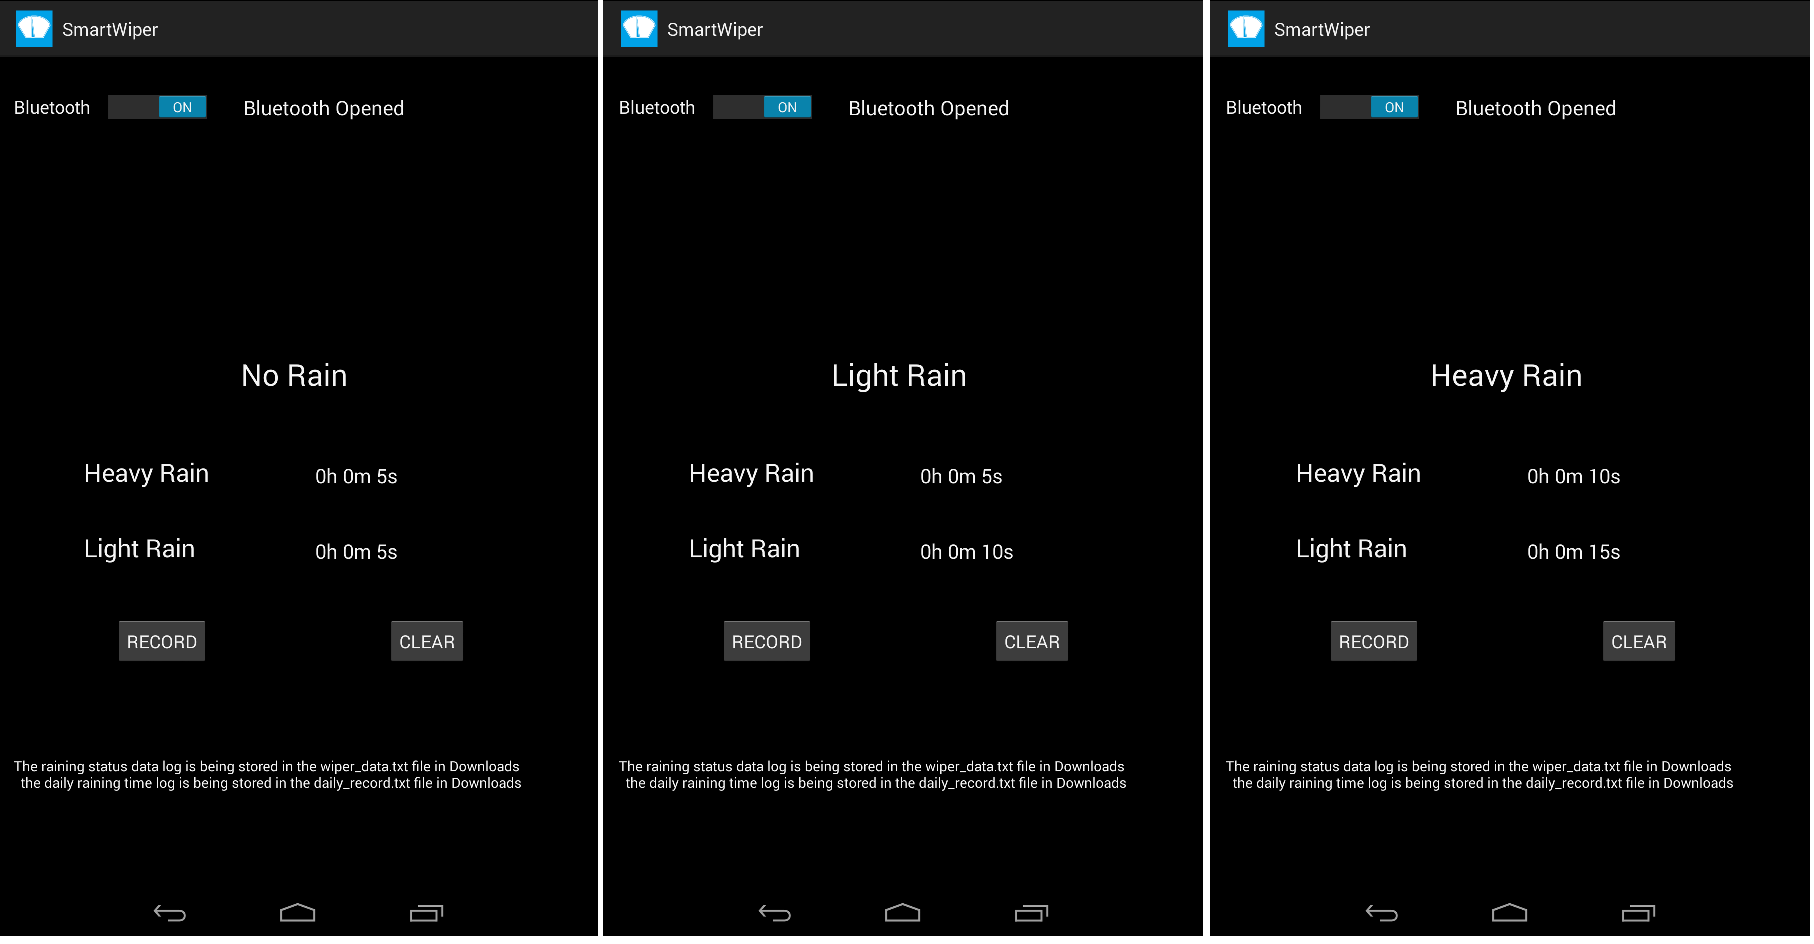 SmartWiper
Bluetooth ON Bluetooth Opened
No Rain
Heavy Rain 0h 0m 5s
Light Rain 0h 0m 5s
RECORD CLEAR
The raining status data log is being stored in the wiper_data.txt file in Downloads
the daily raining time log is being stored in the daily_record.txt file in Downloads
SmartWiper
Bluetooth ON Bluetooth Opened
Light Rain
Heavy Rain 0h 0m 5s
Light Rain 0h 0m 10s
RECORD CLEAR
The raining status data log is being stored in the wiper_data.txt file in Downloads
the daily raining time log is being stored in the daily_record.txt file in Downloads
SmartWiper
Bluetooth ON Bluetooth Opened
Heavy Rain
Heavy Rain 0h 0m 10s
Light Rain 0h 0m 15s
RECORD CLEAR
The raining status data log is being stored in the wiper_data.txt file in Downloads
the daily raining time log is being stored in the daily_record.txt file in Downloads